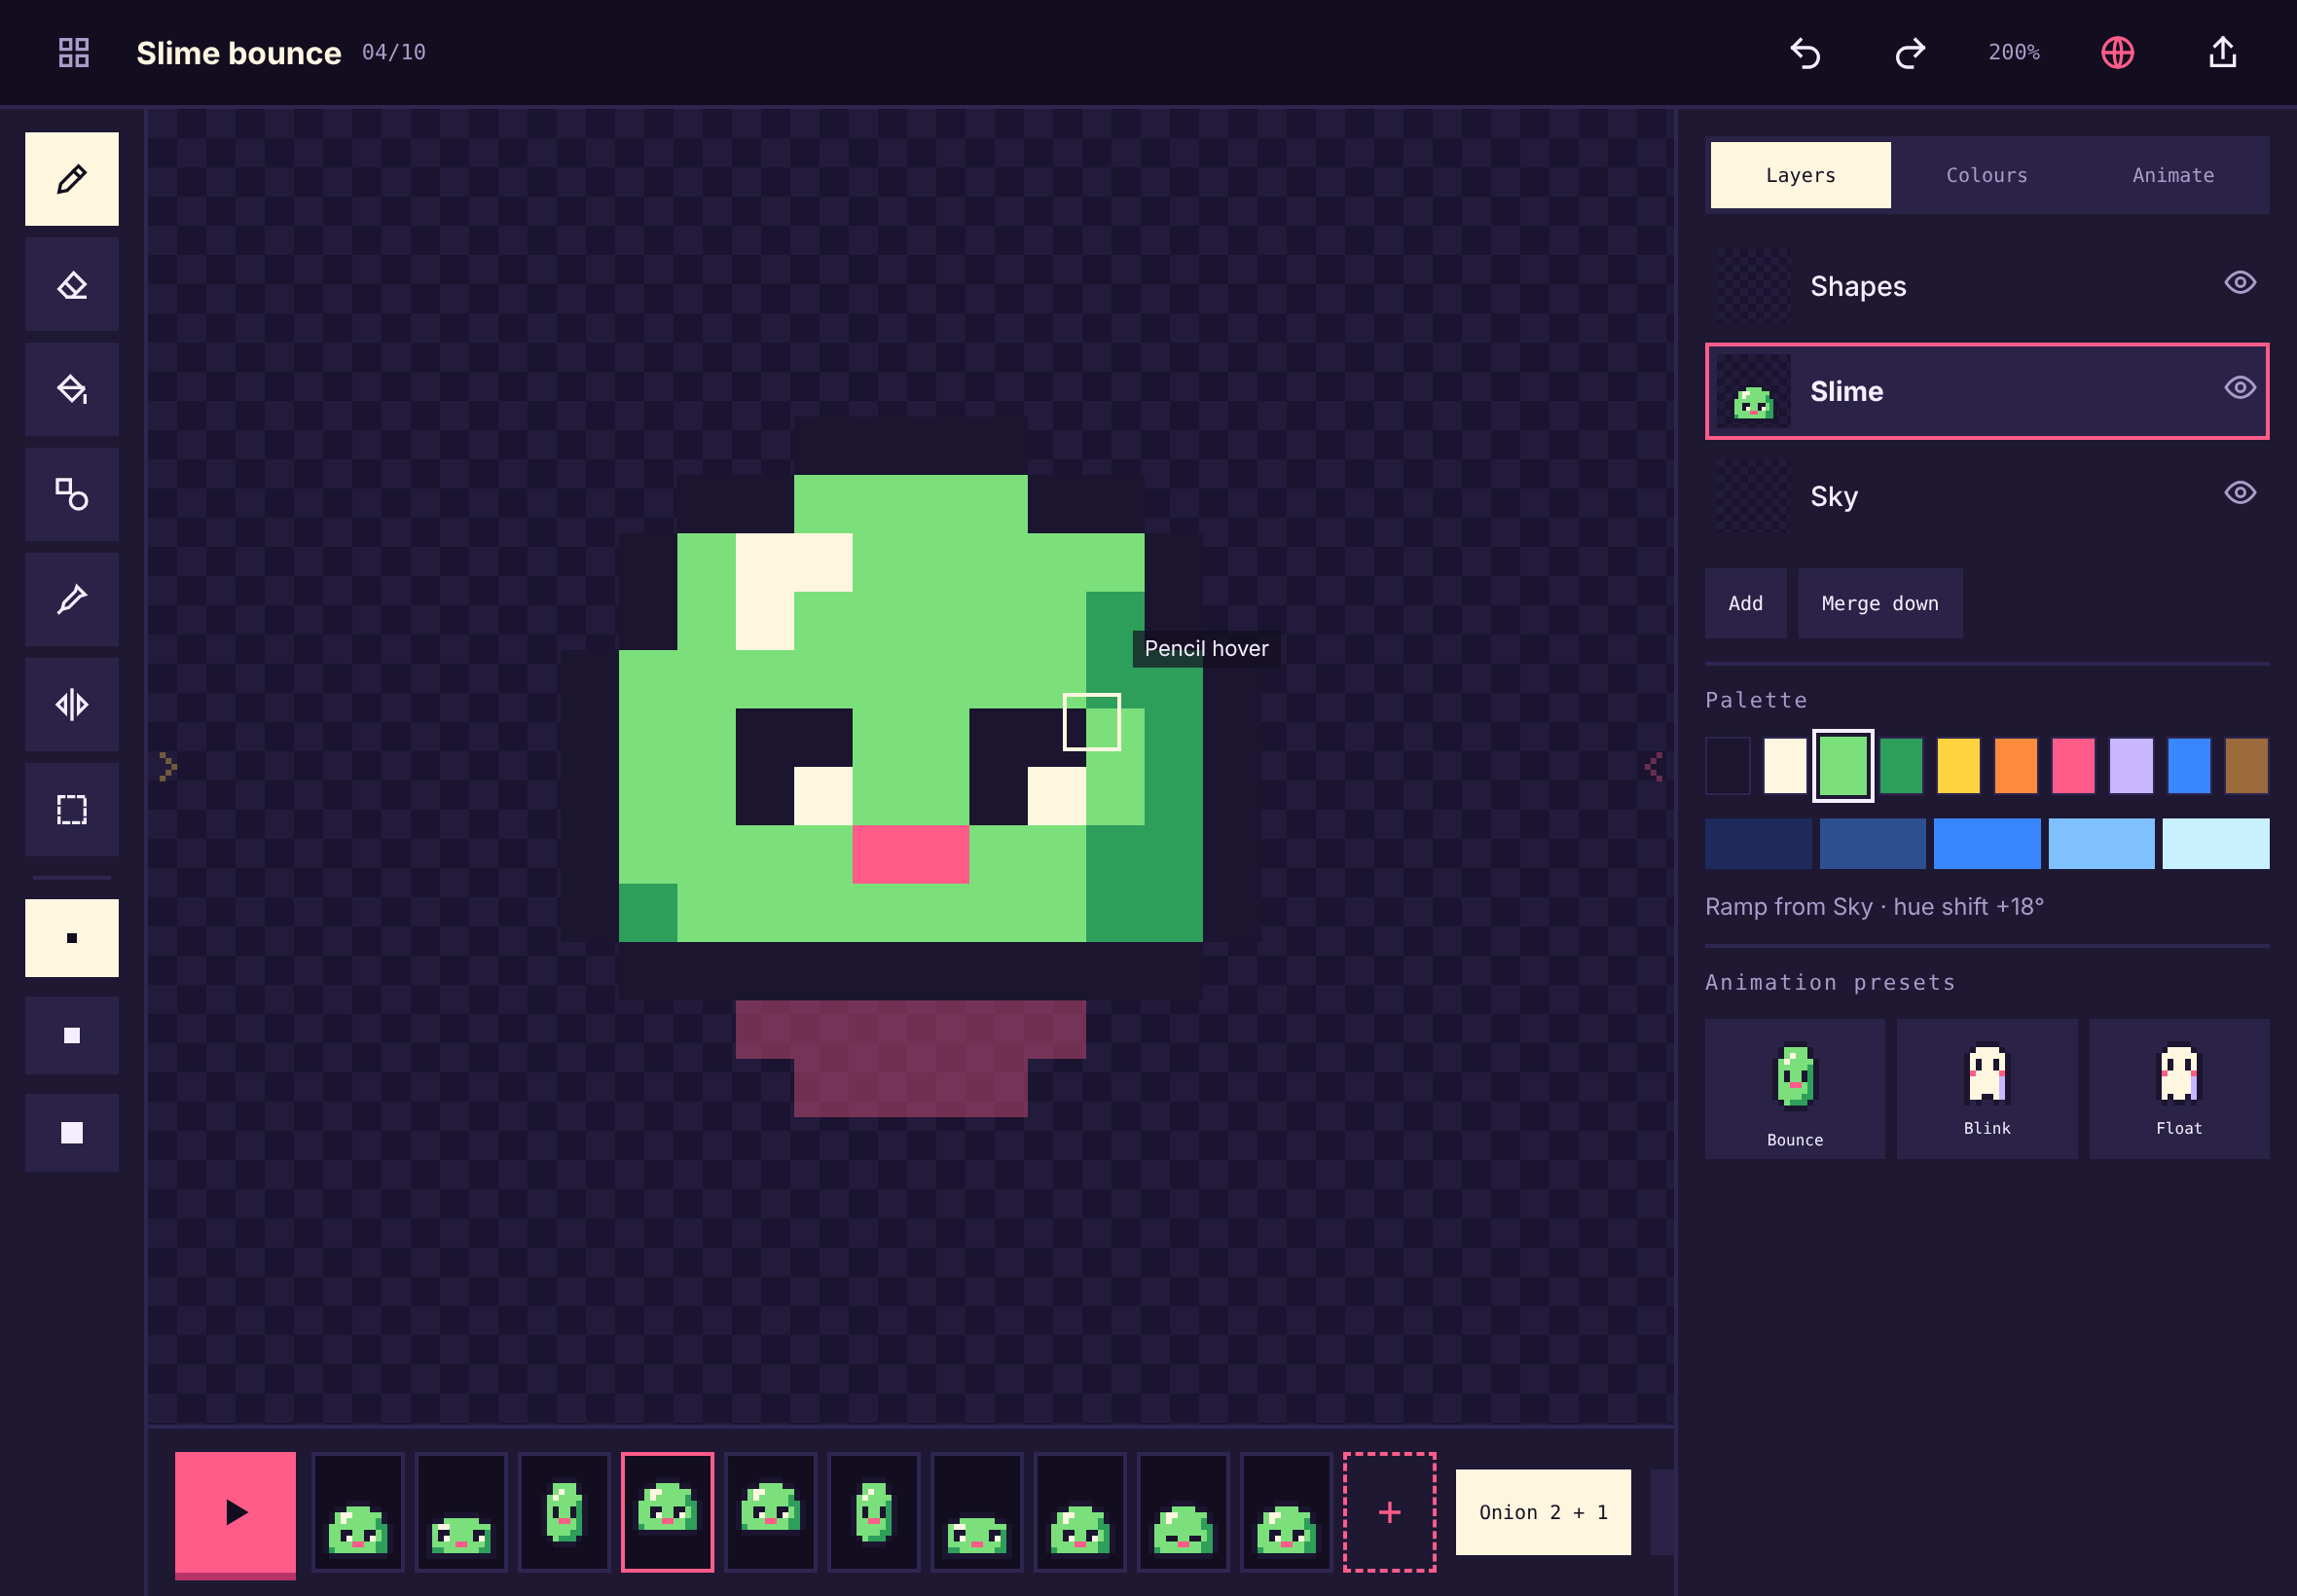 Slime bounce 04/10 200%
Layers Colours Animate
Shapes
Slime
Sky
Add Merge down
Pencil hover
Palette
Ramp from Sky · hue shift +18°
Animation presets
Bounce Blink Float
Onion 2 + 1